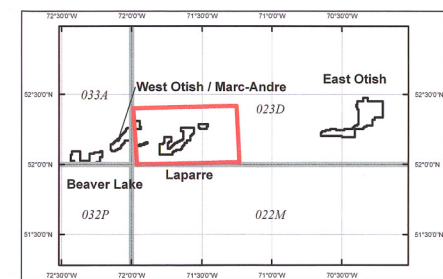 72°30'0"W 72°0'0"W 71°30'0"W 71°0'0"W 70°30'0"W
East Otish
West Otish / Marc-Andre
52°30'0"N 033A 023D 52°30'0"N
52°0'0"N 52°0'0"N
Beaver Lake Laparre
032P 022M
51°30'0"N 51°30'0"N
72°30'0"W 72°0'0"W 71°30'0"W 71°0'0"W 70°30'0"W